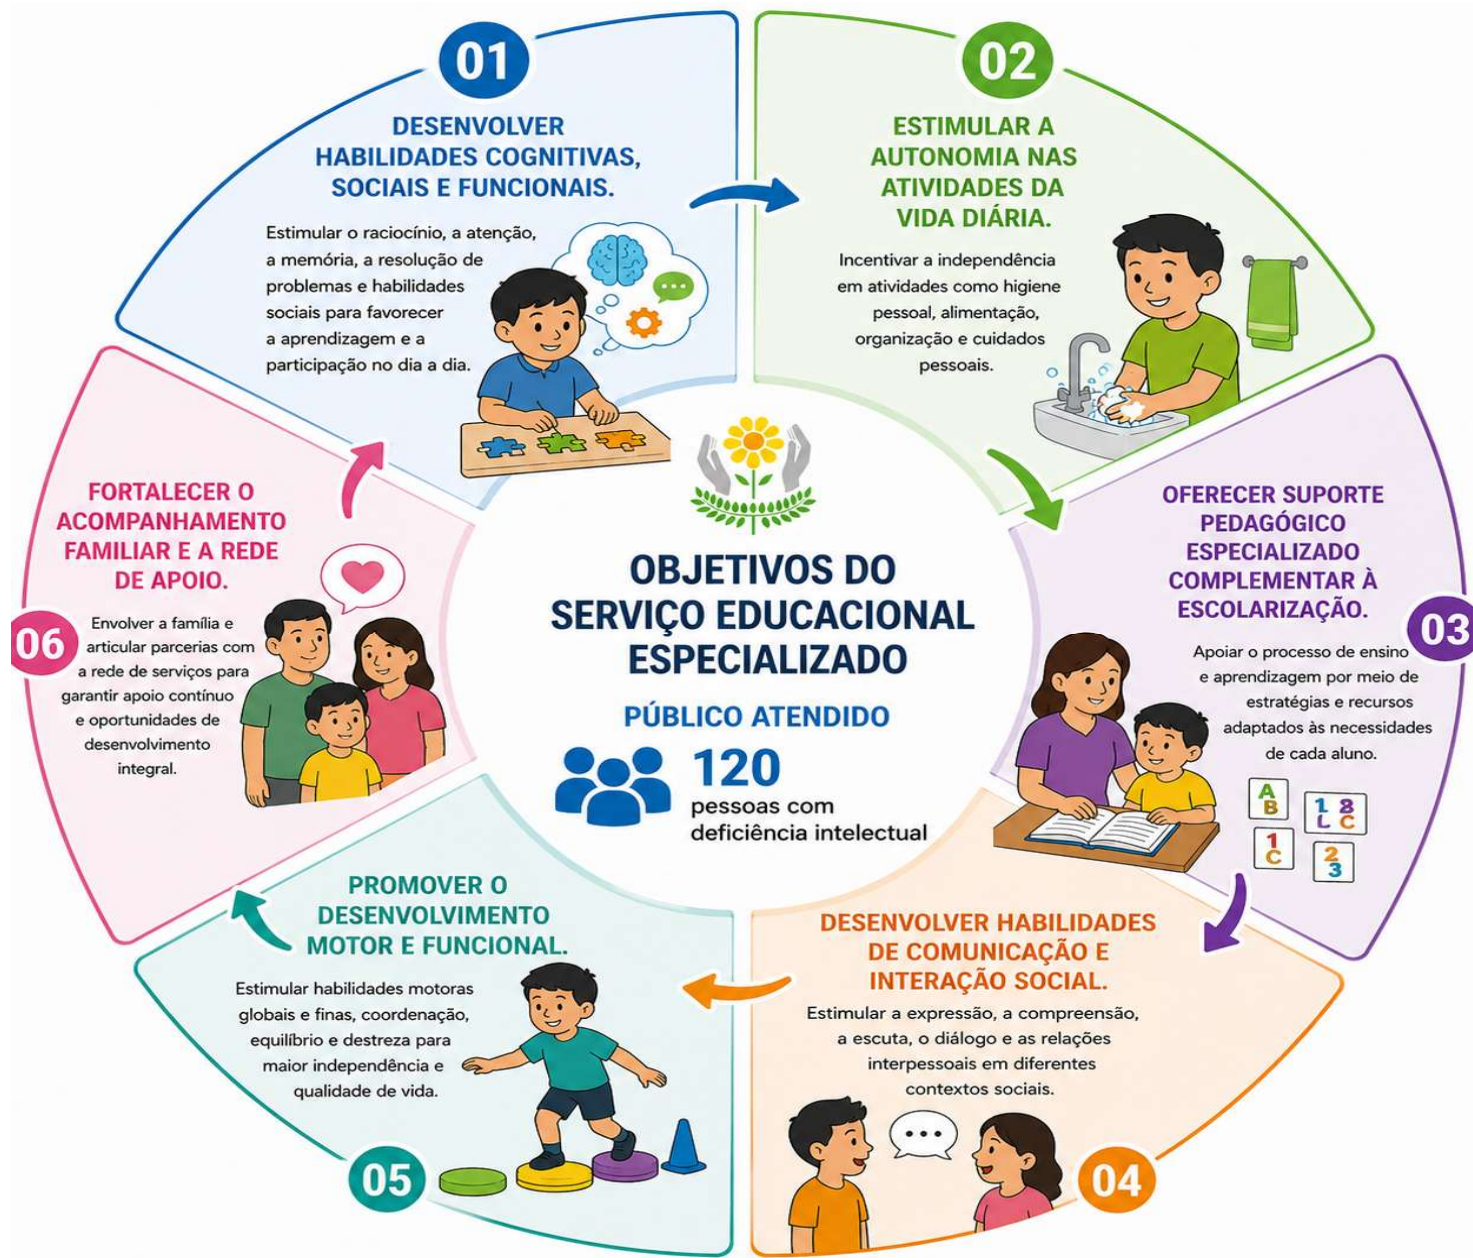 01
DESENVOLVER
HABILIDADES COGNITIVAS,
SOCIAIS E FUNCIONAIS.
Estimular o raciocínio, a atenção,
a memória, a resolução de
problemas e habilidades
sociais para favorecer
a aprendizagem e a
participação no dia a dia.
02
ESTIMULAR A
AUTONOMIA NAS
ATIVIDADES DA
VIDA DIÁRIA.
Incentivar a independência
em atividades como higiene
pessoal, alimentação,
organização e cuidados
pessoais.
OFERECER SUPORTE
PEDAGÓGICO
ESPECIALIZADO
COMPLEMENTAR À
ESCOLARIZAÇÃO.
03
Apoiar o processo de ensino
e aprendizagem por meio de
estratégias e recursos
adaptados às necessidades
de cada aluno.
A
B
1 8
L C
1
C
2
3
DESENVOLVER HABILIDADES
DE COMUNICAÇÃO E
INTERAÇÃO SOCIAL.
Estimular a expressão, a compreensão,
a escuta, o diálogo e as relações
interpessoais em diferentes
contextos sociais.
04
PROMOVER O
DESENVOLVIMENTO
MOTOR E FUNCIONAL.
Estimular habilidades motoras
globais e finas, coordenação,
equilíbrio e destreza para
maior independência e
qualidade de vida.
05
FORTALECER O
ACOMPANHAMENTO
FAMILIAR E A REDE
DE APOIO.
06
Envolver a família e
articular parcerias com
a rede de serviços para
garantir apoio contínuo
e oportunidades de
desenvolvimento
integral.
OBJETIVOS DO
SERVIÇO EDUCACIONAL
ESPECIALIZADO
PÚBLICO ATENDIDO
120
pessoas com
deficiência intelectual